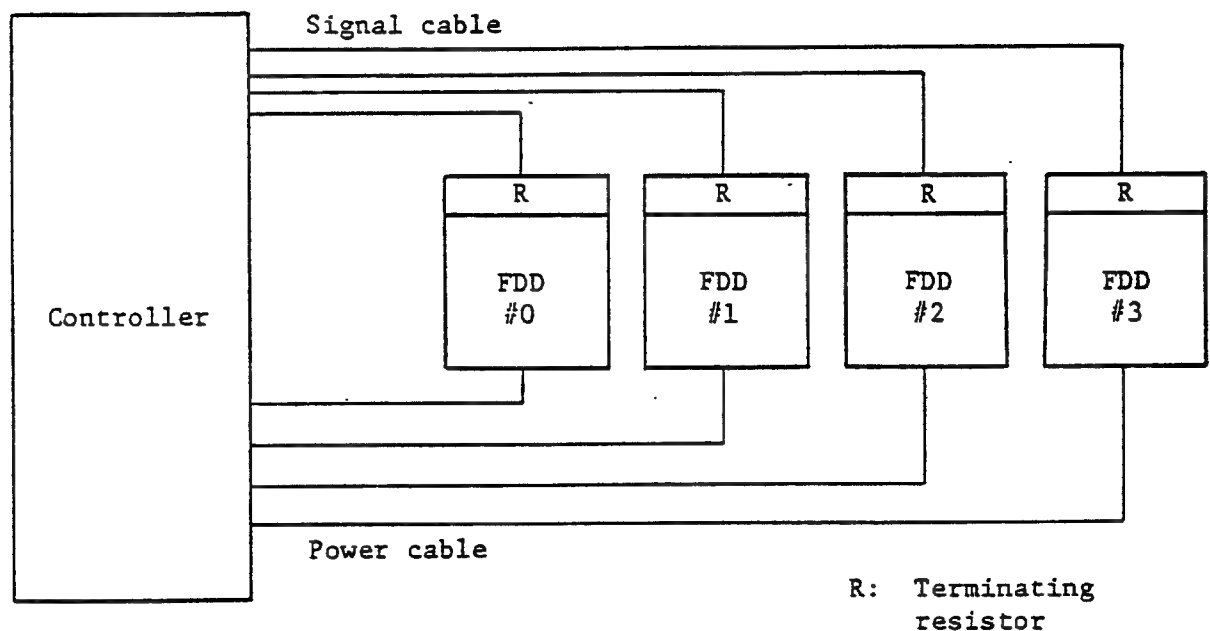 Signal cable
R
R
R
R
FDD
#0
FDD
#1
FDD
#2
FDD
#3
Controller
Power cable
R: Terminating
resistor